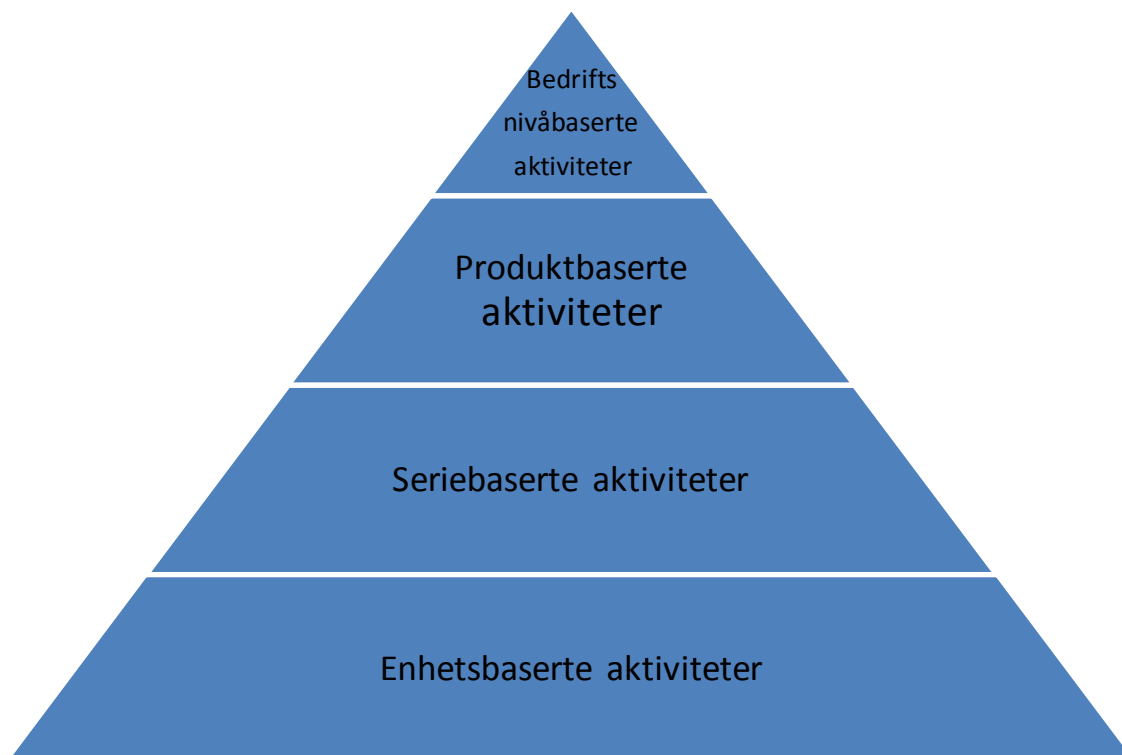 Bedrifts
nivåbaserte
aktiviteter
Produktbaserte
aktiviteter
Seriebaserte aktiviteter
Enhetsbaserte aktiviteter